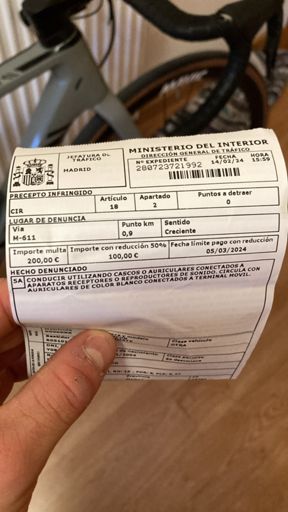 JEFATURA DE TRÁFICO
MADRID
MINISTERIO DEL INTERIOR
DIRECCIÓN GENERAL DE TRÁFICO
Nº EXPEDIENTE FECHA HORA
280723721992 14/02/24 15:59
PRECEPTO INFRINGIDO Artículo Apartado Puntos a detraer
CIR 18 2 0
LUGAR DE DENUNCIA
Vía Punto km Sentido
M-611 0,9 Creciente
Importe multa Importe con reducción 50% Fecha límite pago con reducción
200,00 € 100,00 € 05/03/2024
HECHO DENUNCIADO
5A CONDUCIR UTILIZANDO CASCOS O AURICULARES CONECTADOS A
APARATOS RECEPTORES O REPRODUCTORES DE SONIDO. CIRCULA CON
AURICULARES DE COLOR BLANCO CONECTADOS A TERMINAL MOVIL.
Clase vehículo
OTRA